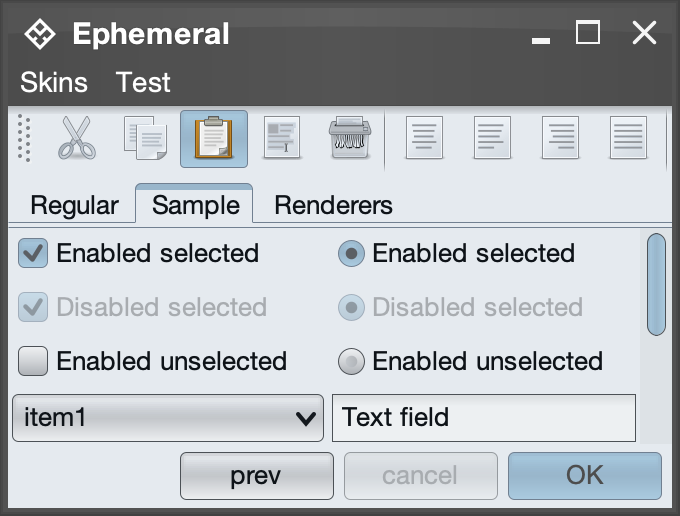 Ephemeral
Skins Test
Regular Sample Renderers
Enabled selected Enabled selected
Disabled selected Disabled selected
Enabled unselected Enabled unselected
item1 Text field
prev cancel OK